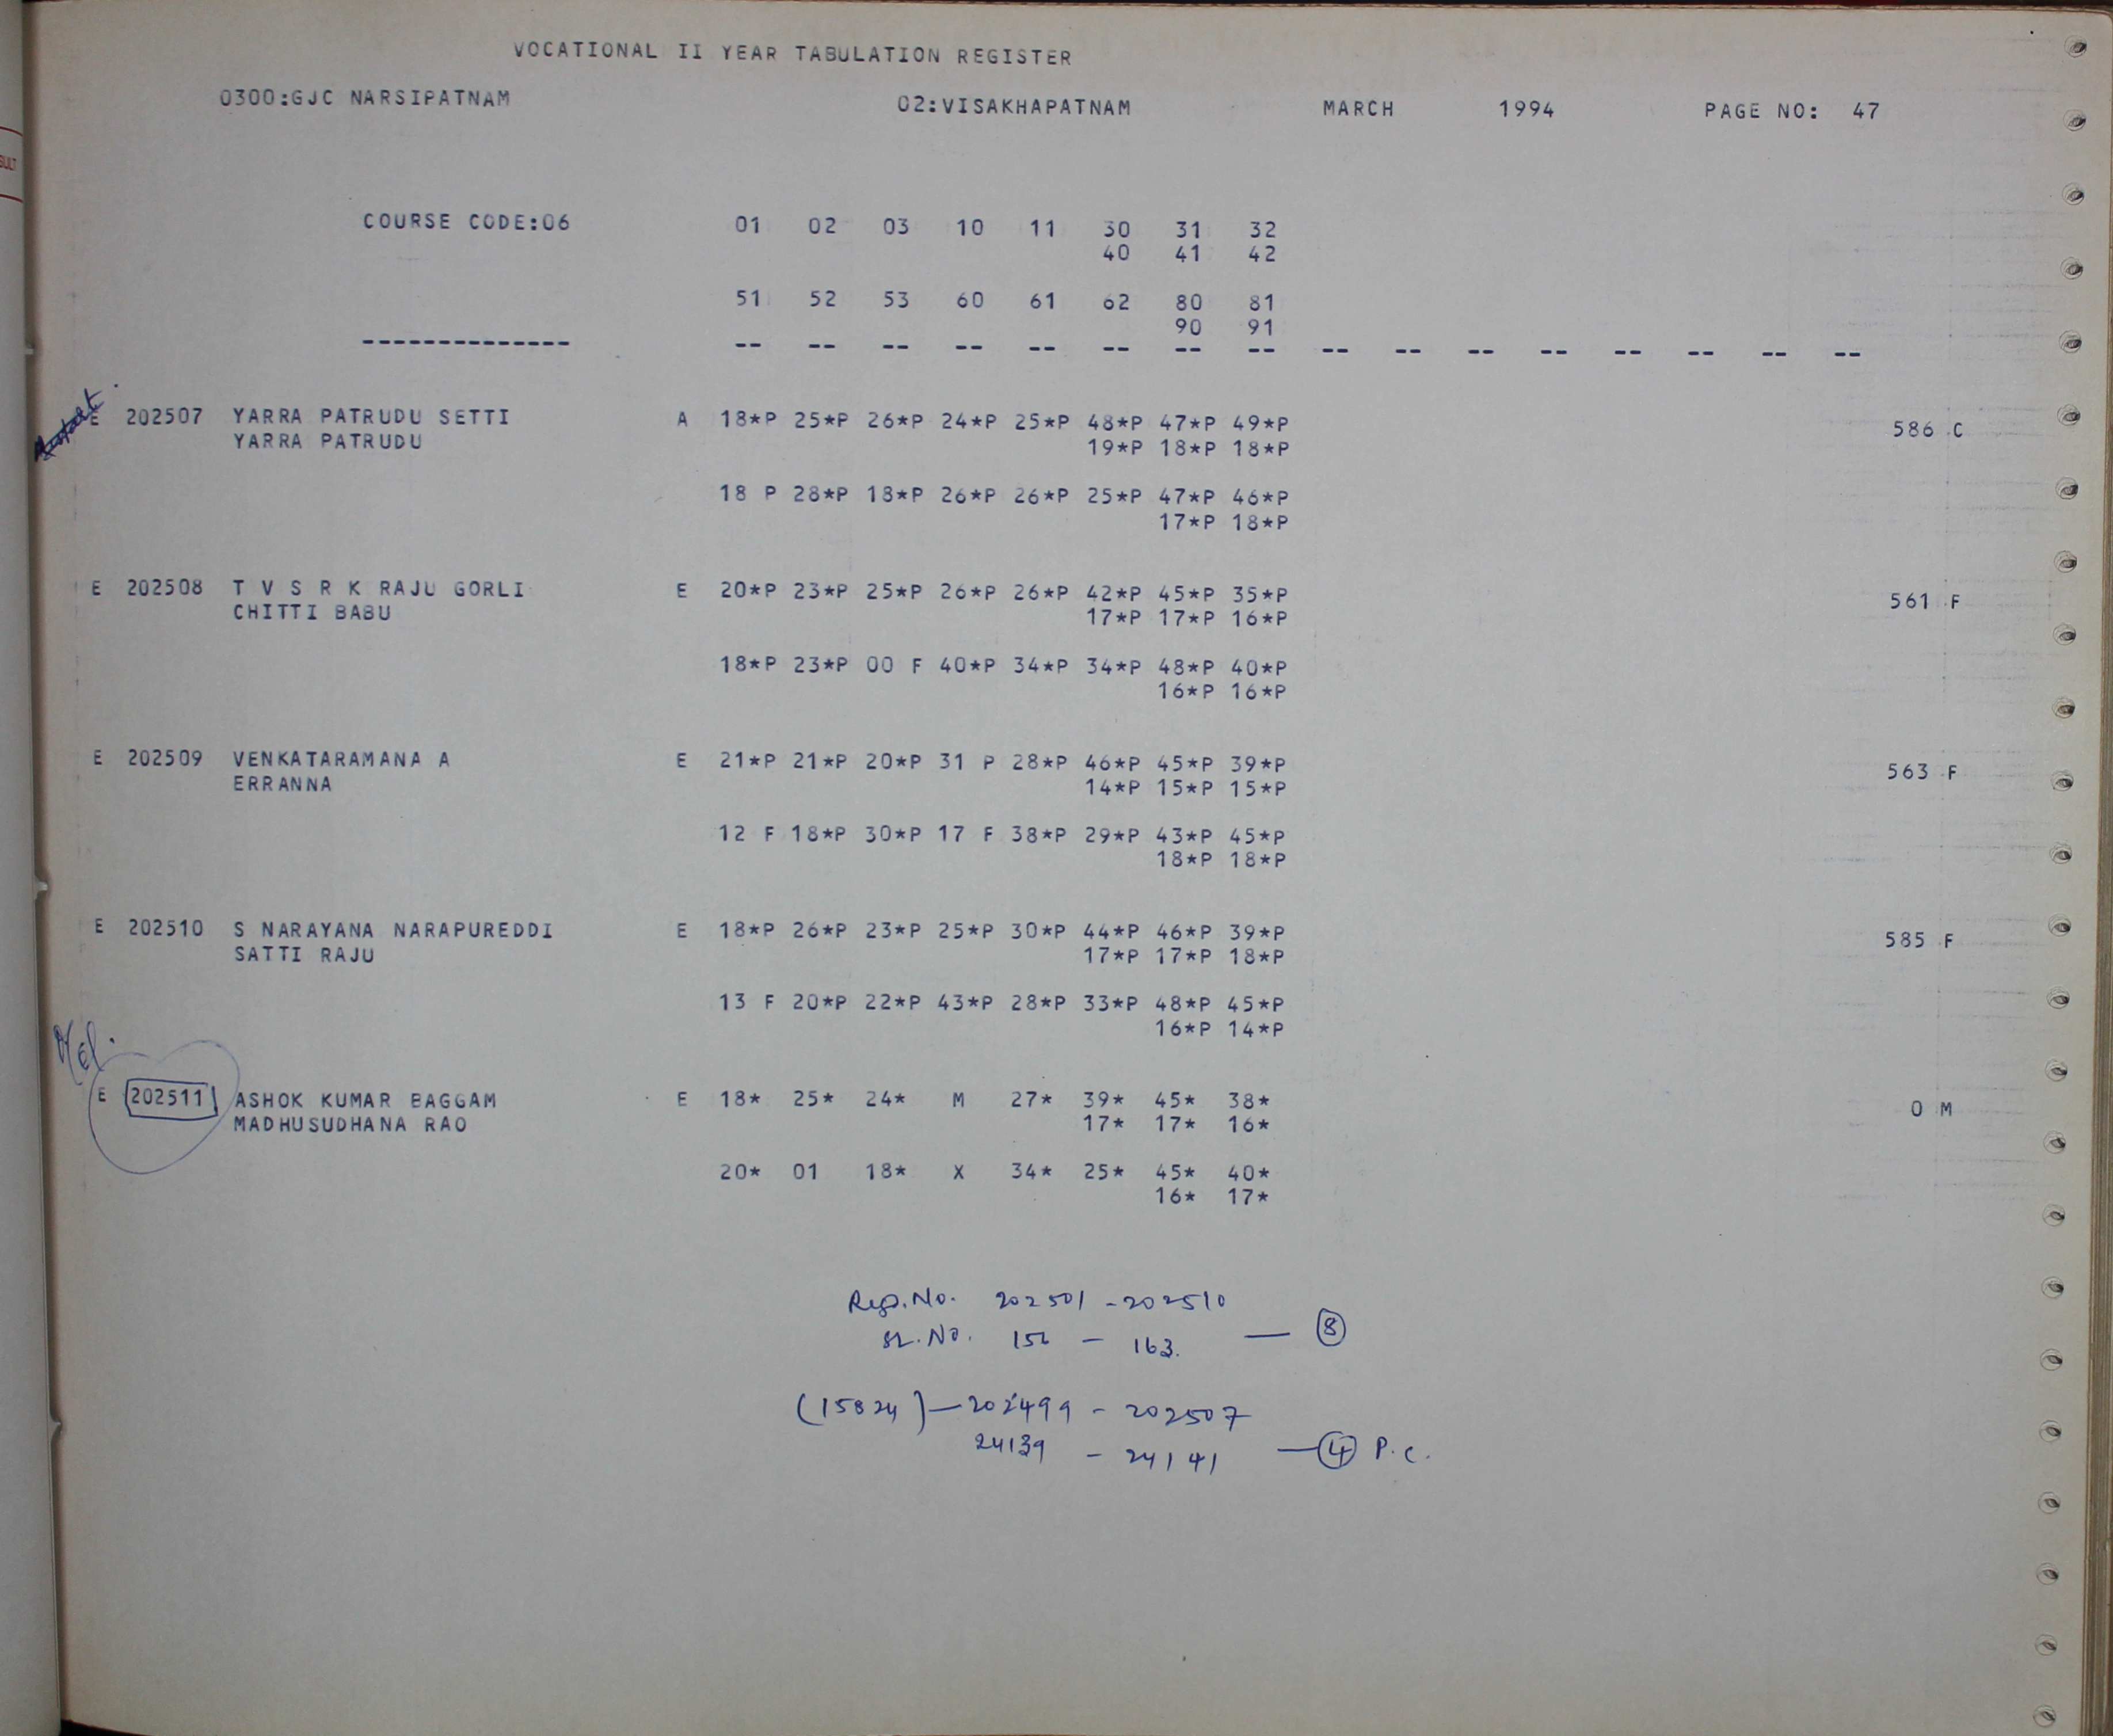 VOCATIONAL II YEAR TABULATION REGISTER
0300:GJC NARSIPATNAM 02:VISAKHAPATNAM MARCH 1994 PAGE NO: 47
COURSE CODE:06 01 02 03 10 11 30 31 32
40 41 42
51 52 53 60 61 62 80 81
90 91
-------------- -- -- -- -- -- -- -- -- -- -- -- -- -- -- -- --
E 202507 YARRA PATRUDU SETTI A 18*P 25*P 26*P 24*P 25*P 48*P 47*P 49*P 586 C
YARRA PATRUDU 19*P 18*P 18*P
18 P 28*P 18*P 26*P 26*P 25*P 47*P 46*P
17*P 18*P
E 202508 T V S R K RAJU GORLI E 20*P 23*P 25*P 26*P 26*P 42*P 45*P 35*P 561 F
CHITTI BABU 17*P 17*P 16*P
18*P 23*P 00 F 40*P 34*P 34*P 48*P 40*P
16*P 16*P
E 202509 VENKATARAMANA A E 21*P 21*P 20*P 31 P 28*P 46*P 45*P 39*P 563 F
ERRANNA 14*P 15*P 15*P
12 F 18*P 30*P 17 F 38*P 29*P 43*P 45*P
18*P 18*P
E 202510 S NARAYANA NARAPUREDDI E 18*P 26*P 23*P 25*P 30*P 44*P 46*P 39*P 585 F
SATTI RAJU 17*P 17*P 18*P
13 F 20*P 22*P 43*P 28*P 33*P 48*P 45*P
16*P 14*P
E 202511 ASHOK KUMAR BAGGAM E 18* 25* 24* M 27* 39* 45* 38* 0 M
MADHUSUDHANA RAO 17* 17* 16*
20* 01 18* X 34* 25* 45* 40*
16* 17*
Reg.No. 202501 - 202510
Sr.No. 156 - 163. — 8
(15824) — 202499 - 202507
24139 - 24141 — 4 P.C.